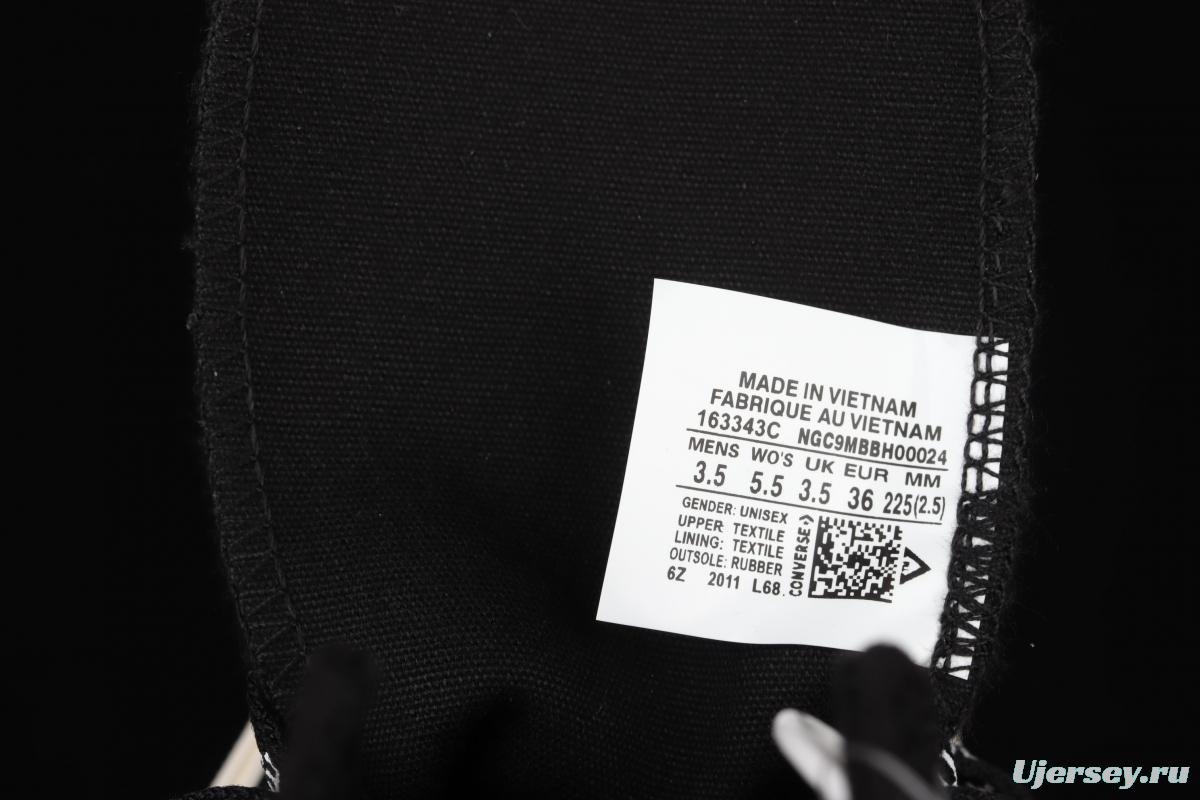 MADE IN VIETNAM
FABRIQUE AU VIETNAM
163343C NGC9MBBH00024
MENS WO'S UK EUR MM
3.5 5.5 3.5 36 225(2.5)
GENDER: UNISEX
UPPER: TEXTILE
LINING: TEXTILE
OUTSOLE: RUBBER
6Z 2011 L68.
CONVERSE
Ujersey.ru